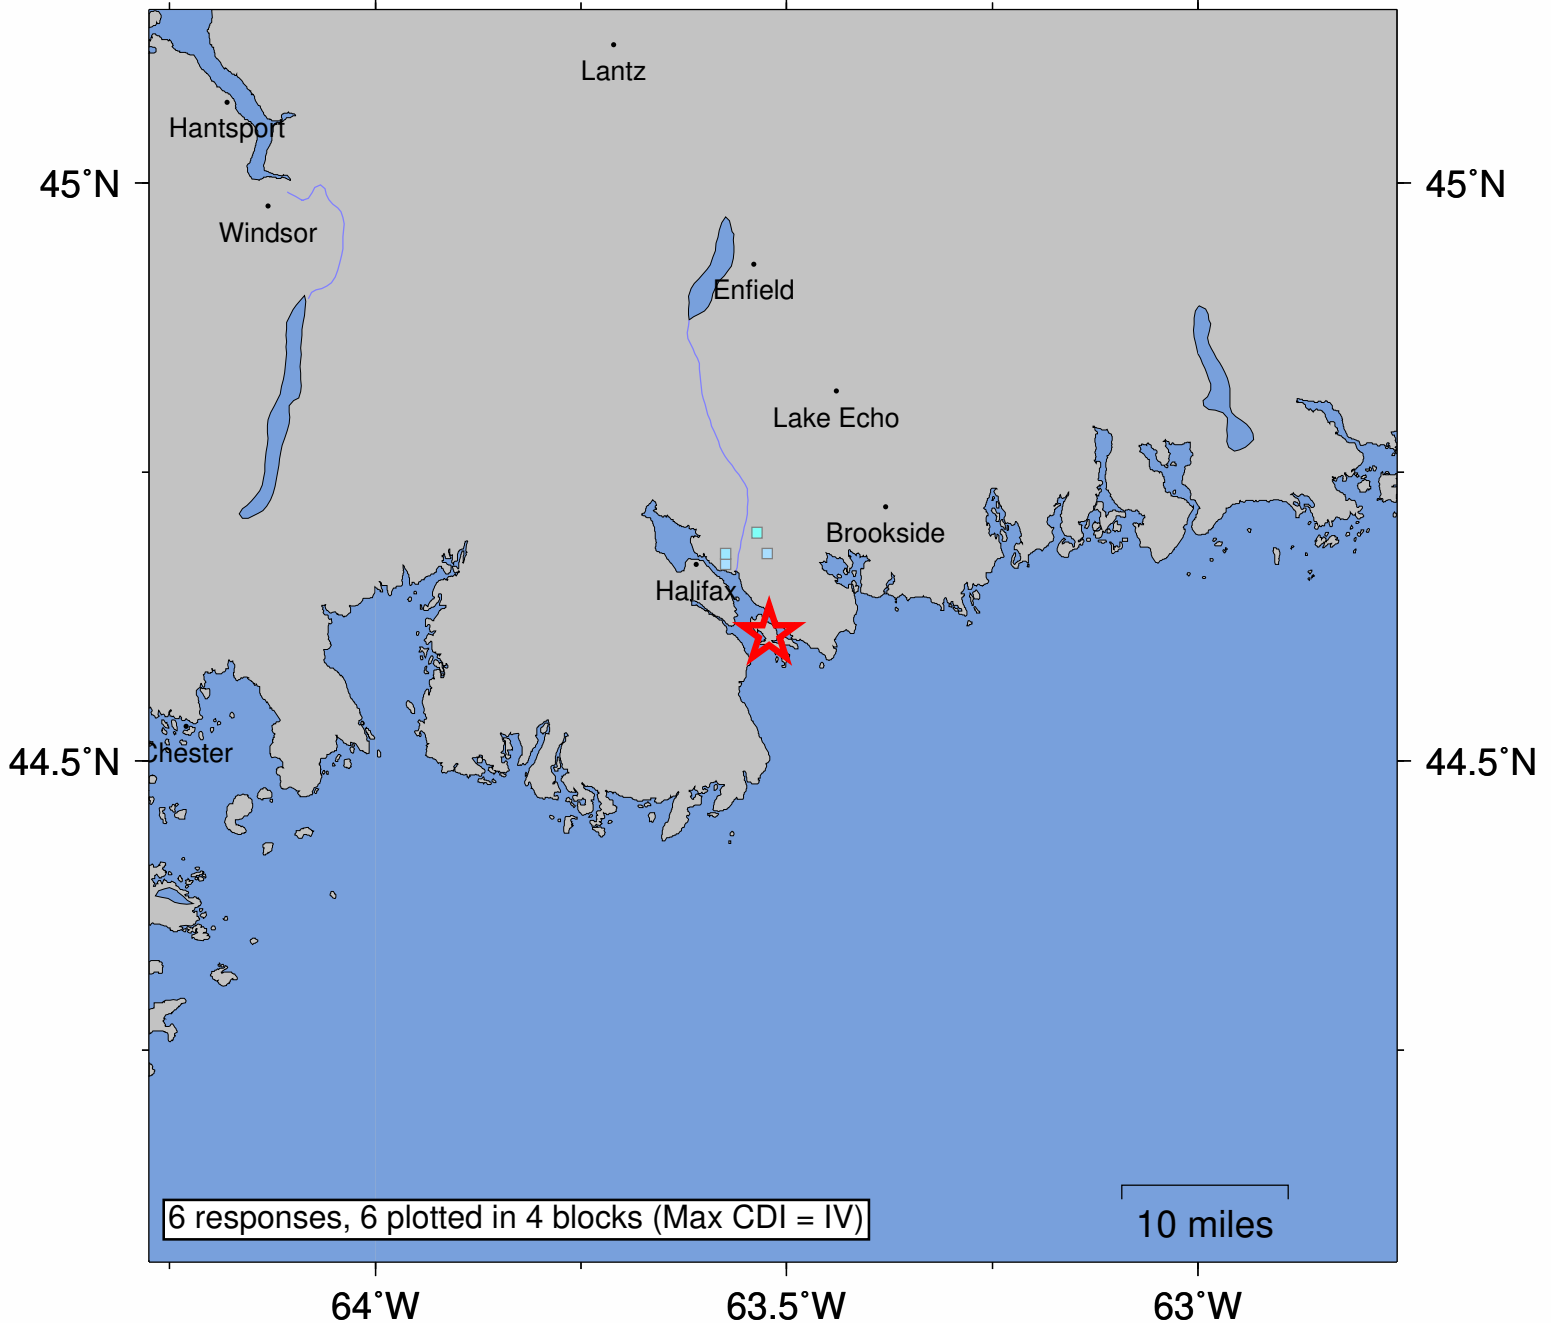 Lantz
Hantsport
45˚N
45˚N
Windsor
Enfield
Lake Echo
Brookside
Halifax
Chester
44.5˚N
44.5˚N
6 responses, 6 plotted in 4 blocks (Max CDI = IV)
10 miles
64˚W
63.5˚W
63˚W